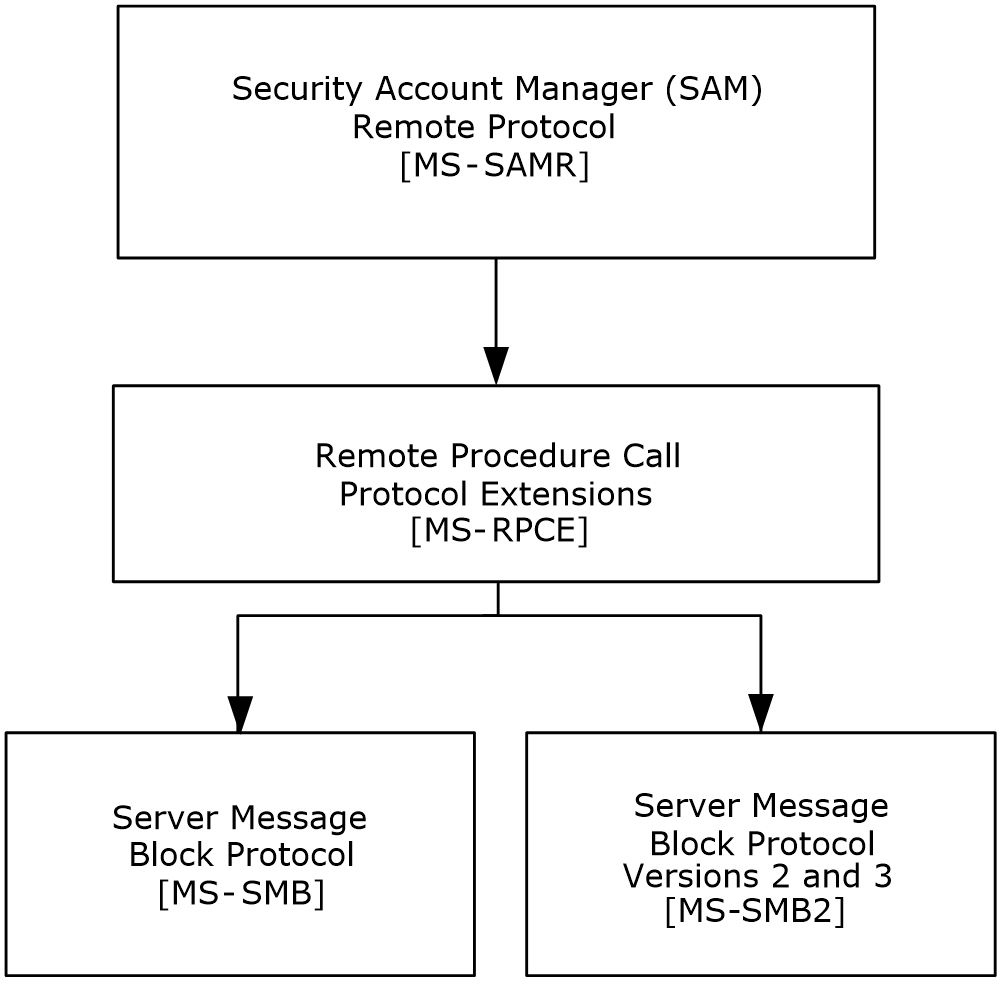 Security Account Manager (SAM)
Remote Protocol
[MS-SAMR]
Remote Procedure Call
Protocol Extensions
[MS-RPCE]
Server Message
Block Protocol
[MS-SMB]
Server Message
Block Protocol
Versions 2 and 3
[MS-SMB2]